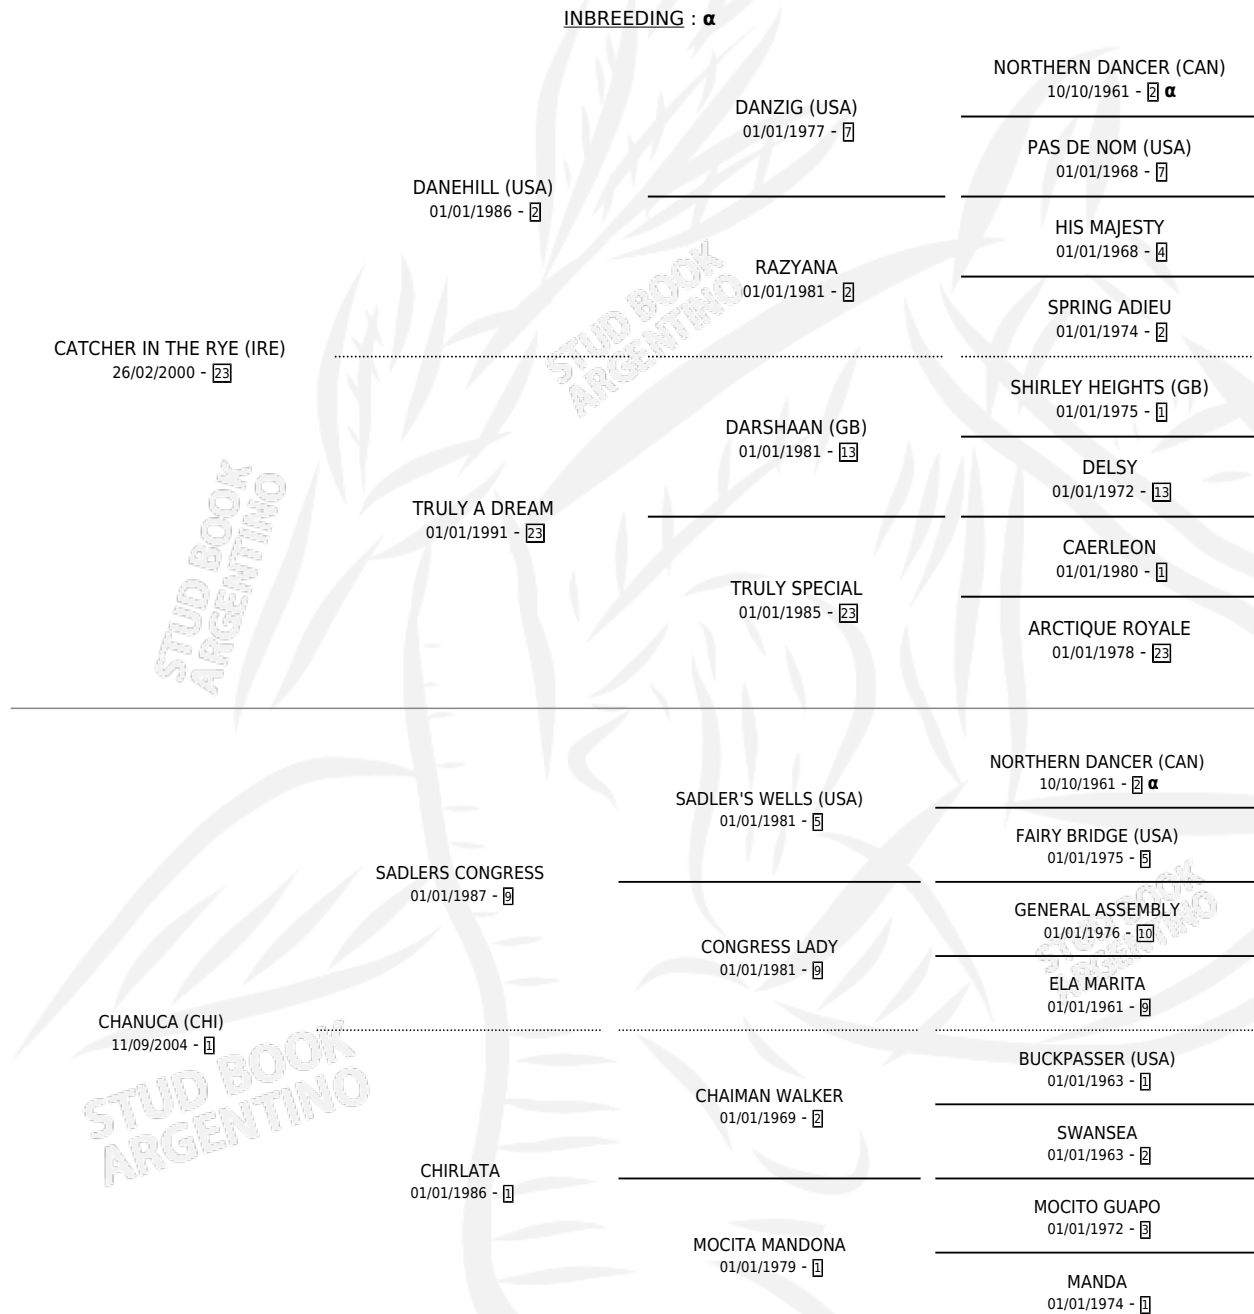 INBREEDING : α
NORTHERN DANCER (CAN)
10/10/1961 - 2 α
DANZIG (USA)
01/01/1977 - 7
PAS DE NOM (USA)
01/01/1968 - 7
DANEHILL (USA)
01/01/1986 - 2
HIS MAJESTY
01/01/1968 - 4
RAZYANA
01/01/1981 - 2
SPRING ADIEU
01/01/1974 - 2
CATCHER IN THE RYE (IRE)
26/02/2000 - 23
SHIRLEY HEIGHTS (GB)
01/01/1975 - 1
DARSHAAN (GB)
01/01/1981 - 13
DELSY
01/01/1972 - 13
TRULY A DREAM
01/01/1991 - 23
CAERLEON
01/01/1980 - 1
TRULY SPECIAL
01/01/1985 - 23
ARCTIQUE ROYALE
01/01/1978 - 23
NORTHERN DANCER (CAN)
10/10/1961 - 2 α
SADLER'S WELLS (USA)
01/01/1981 - 5
FAIRY BRIDGE (USA)
01/01/1975 - 5
SADLERS CONGRESS
01/01/1987 - 9
GENERAL ASSEMBLY
01/01/1976 - 10
CONGRESS LADY
01/01/1981 - 9
ELA MARITA
01/01/1961 - 9
CHANUCA (CHI)
11/09/2004 - 1
BUCKPASSER (USA)
01/01/1963 - 1
CHAIMAN WALKER
01/01/1969 - 2
SWANSEA
01/01/1963 - 2
CHIRLATA
01/01/1986 - 1
MOCITO GUAPO
01/01/1972 - 3
MOCITA MANDONA
01/01/1979 - 1
MANDA
01/01/1974 - 1
STUD BOOK
ARGENTINO
STUD BOOK
ARGENTINO
STUD BOOK
ARGENTINO
STUD BOOK
ARGENTINO